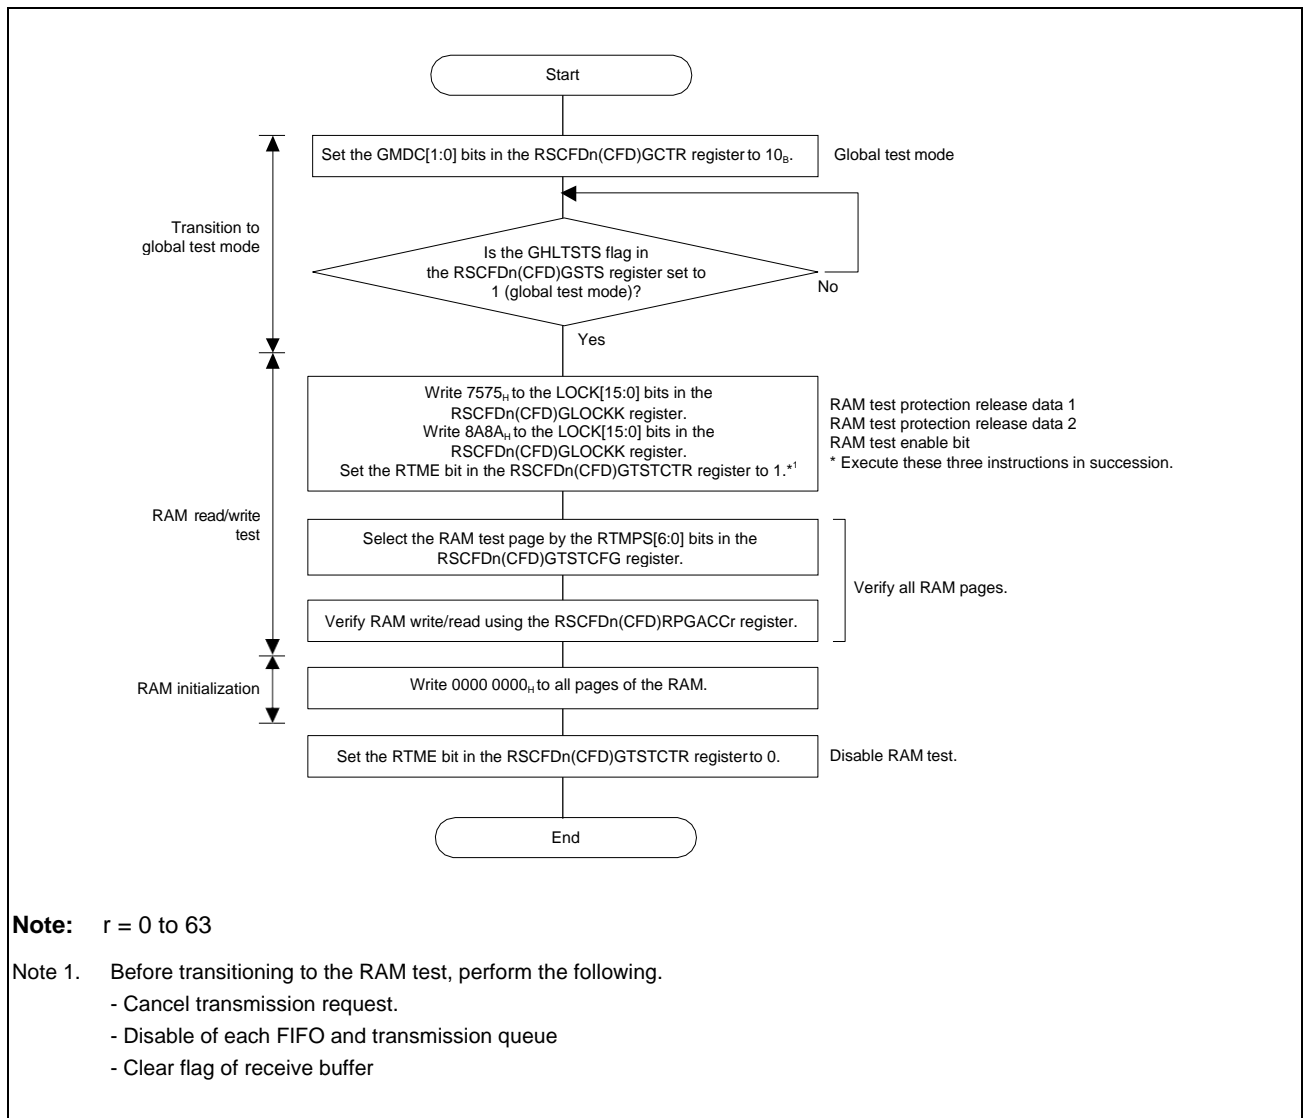 Start
Set the GMDC[1:0] bits in the RSCFDn(CFD)GCTR register to 10B.
Global test mode
Transition to
global test mode
Is the GHLTSTS flag in
the RSCFDn(CFD)GSTS register set to
1 (global test mode)?
No
Yes
Write 7575H to the LOCK[15:0] bits in the
RSCFDn(CFD)GLOCKK register.
Write 8A8AH to the LOCK[15:0] bits in the
RSCFDn(CFD)GLOCKK register.
Set the RTME bit in the RSCFDn(CFD)GTSTCTR register to 1.*1
RAM test protection release data 1
RAM test protection release data 2
RAM test enable bit
* Execute these three instructions in succession.
RAM read/write
test
Select the RAM test page by the RTMPS[6:0] bits in the
RSCFDn(CFD)GTSTCFG register.
Verify all RAM pages.
Verify RAM write/read using the RSCFDn(CFD)RPGACCr register.
RAM initialization
Write 0000 0000H to all pages of the RAM.
Set the RTME bit in the RSCFDn(CFD)GTSTCTR register to 0.
Disable RAM test.
End
Note: r = 0 to 63
Note 1. Before transitioning to the RAM test, perform the following.
- Cancel transmission request.
- Disable of each FIFO and transmission queue
- Clear flag of receive buffer